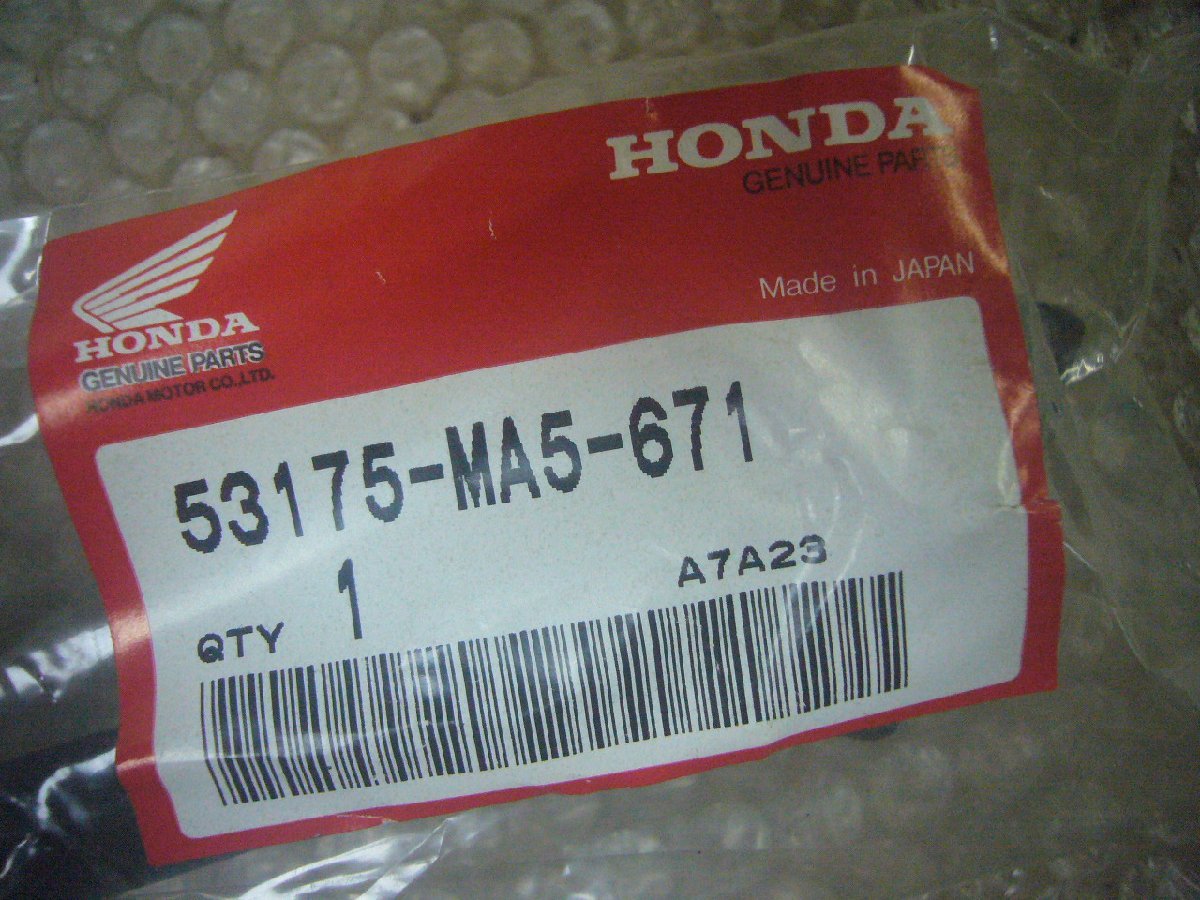 HONDA
GENUINE PARTS
Made in JAPAN
HONDA
GENUINE PARTS
HONDA MOTOR CO.,LTD.
53175-MA5-671
QTY 1
A7A23